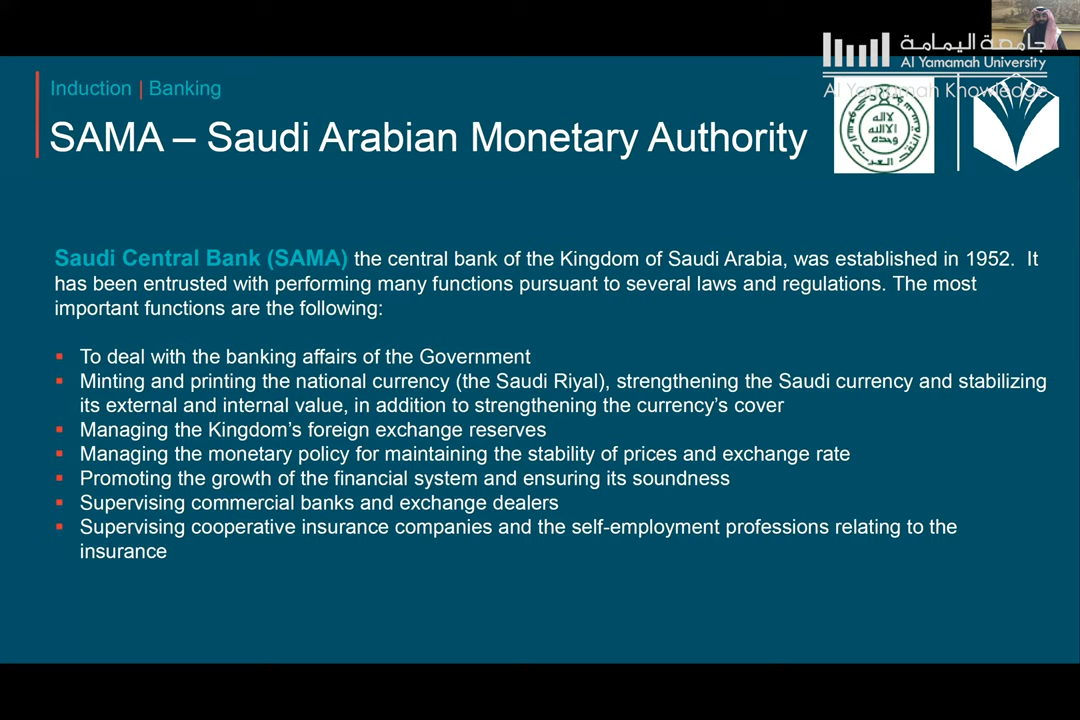 جامعة اليمامة
Al Yamamah University
Al Yamamah Knowledge
Induction | Banking
SAMA – Saudi Arabian Monetary Authority
لا اله
الا الله
وحده
Saudi Central Bank (SAMA) the central bank of the Kingdom of Saudi Arabia, was established in 1952. It
has been entrusted with performing many functions pursuant to several laws and regulations. The most
important functions are the following:
▪ To deal with the banking affairs of the Government
▪ Minting and printing the national currency (the Saudi Riyal), strengthening the Saudi currency and stabilizing
its external and internal value, in addition to strengthening the currency’s cover
▪ Managing the Kingdom’s foreign exchange reserves
▪ Managing the monetary policy for maintaining the stability of prices and exchange rate
▪ Promoting the growth of the financial system and ensuring its soundness
▪ Supervising commercial banks and exchange dealers
▪ Supervising cooperative insurance companies and the self-employment professions relating to the
insurance